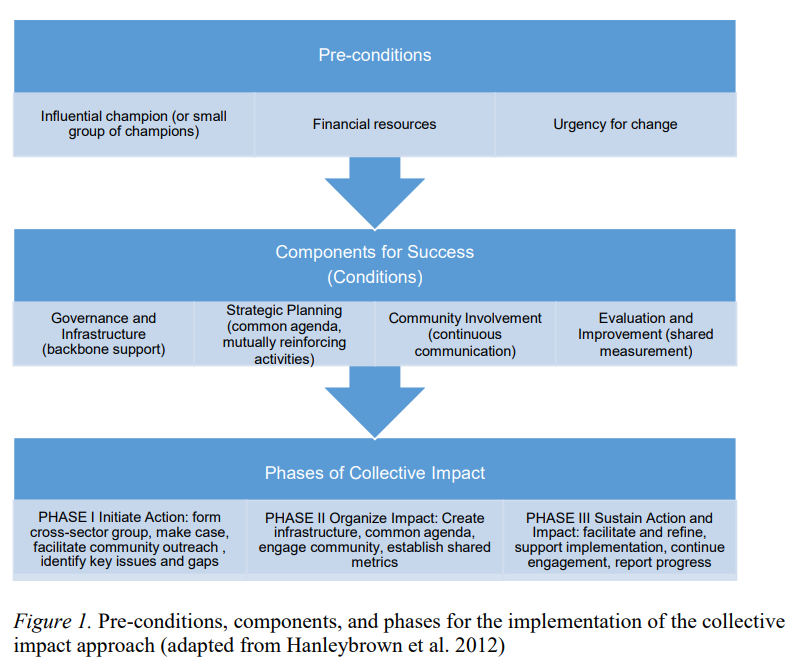 Pre-conditions
Influential champion (or small
group of champions)
Financial resources
Urgency for change
Components for Success
(Conditions)
Governance and
Infrastructure
(backbone support)
Strategic Planning
(common agenda,
mutually reinforcing
activities)
Community Involvement
(continuous
communication)
Evaluation and
Improvement (shared
measurement)
Phases of Collective Impact
PHASE I Initiate Action: form
cross-sector group, make case,
facilitate community outreach ,
identify key issues and gaps
PHASE II Organize Impact: Create
infrastructure, common agenda,
engage community, establish shared
metrics
PHASE III Sustain Action and
Impact: facilitate and refine,
support implementation, continue
engagement, report progress
Figure 1. Pre-conditions, components, and phases for the implementation of the collective
impact approach (adapted from Hanleybrown et al. 2012)